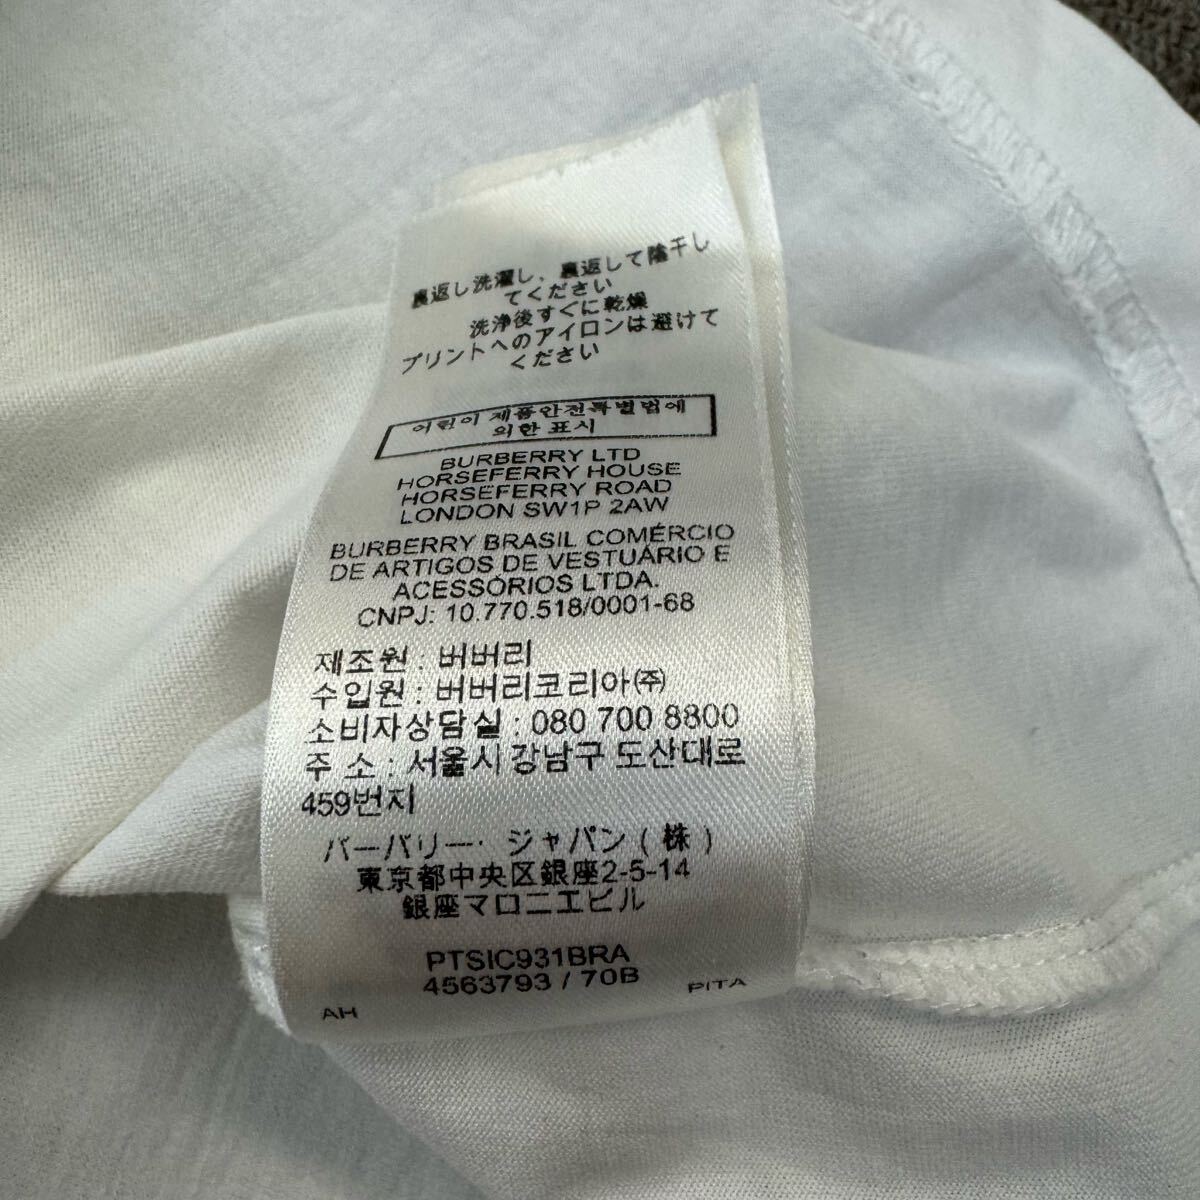 裏返し洗濯し、裏返して陰干し
てください
洗浄後すぐに乾燥
プリントへのアイロンは避けて
ください
어린이 제품안전특별법에
의한 표시
BURBERRY LTD
HORSEFERRY HOUSE
HORSEFERRY ROAD
LONDON SW1P 2AW
BURBERRY BRASIL COMÉRCIO
DE ARTIGOS DE VESTUÁRIO E
ACESSÓRIOS LTDA.
CNPJ: 10.770.518/0001-68
제조원 : 버버리
수입원 : 버버리코리아㈜
소비자상담실 : 080 700 8800
주 소 : 서울시 강남구 도산대로
459번지
バーバリー・ジャパン(株)
東京都中央区銀座2-5-14
銀座マロニエビル
PTSIC931BRA
4563793 / 70B
AH
PITA